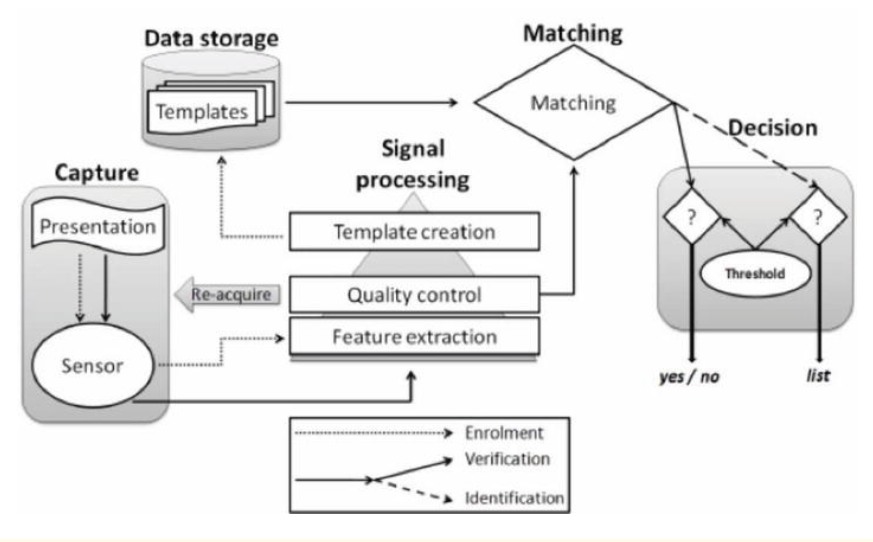 Data storage
Templates
Matching
Matching
Decision
?
?
Threshold
yes / no
list
Signal
processing
Template creation
Quality control
Feature extraction
Capture
Presentation
Re-acquire
Sensor
Enrolment
Verification
Identification